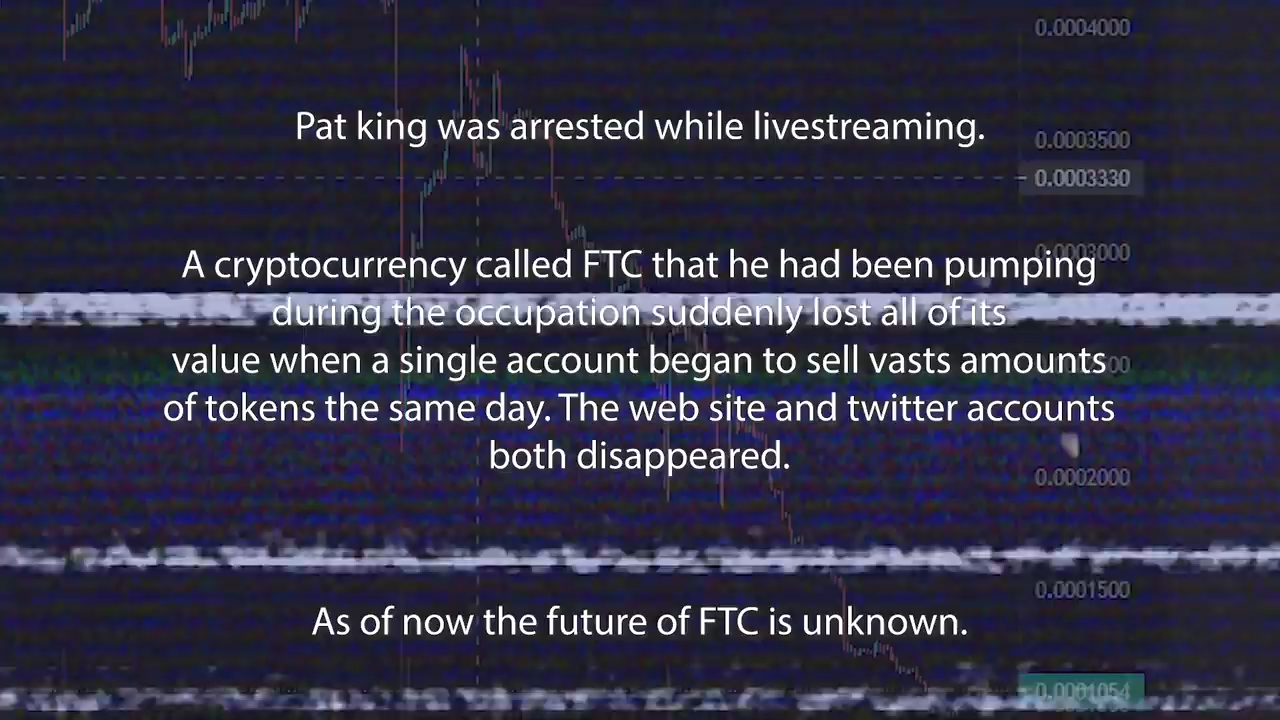 0.0004000
Pat king was arrested while livestreaming.
0.0003500
0.0003330
0.0003000
A cryptocurrency called FTC that he had been pumping
during the occupation suddenly lost all of its
value when a single account began to sell vasts amounts
of tokens the same day. The web site and twitter accounts
both disappeared.
0.0002000
0.0001500
As of now the future of FTC is unknown.
0.0001054